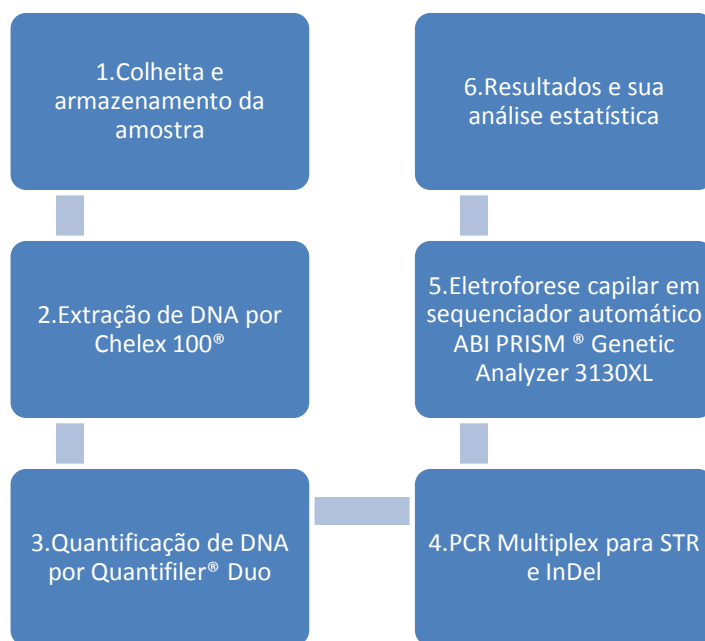 1.Colheita e
armazenamento da
amostra
2.Extração de DNA por
Chelex 100®
3.Quantificação de DNA
por Quantifiler® Duo
4.PCR Multiplex para STR
e InDel
5.Eletroforese capilar em
sequenciador automático
ABI PRISM ® Genetic
Analyzer 3130XL
6.Resultados e sua
análise estatística